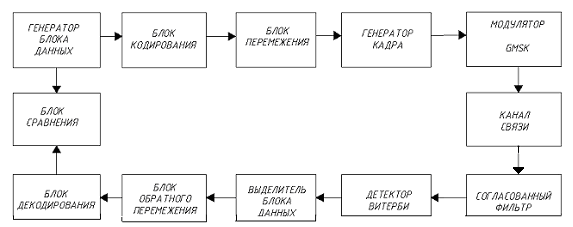 ГЕНЕРАТОР
БЛОКА
ДАННЫХ
БЛОК
КОДИРОВАНИЯ
БЛОК
ПЕРЕМЕЖЕНИЯ
ГЕНЕРАТОР
КАДРА
МОДУЛЯТОР
GMSK
БЛОК
СРАВНЕНИЯ
КАНАЛ
СВЯЗИ
БЛОК
ДЕКОДИРОВАНИЯ
БЛОК
ОБРАТНОГО
ПЕРЕМЕЖЕНИЯ
ВЫДЕЛИТЕЛЬ
БЛОКА
ДАННЫХ
ДЕТЕКТОР
ВИТЕРБИ
СОГЛАСОВАННЫЙ
ФИЛЬТР